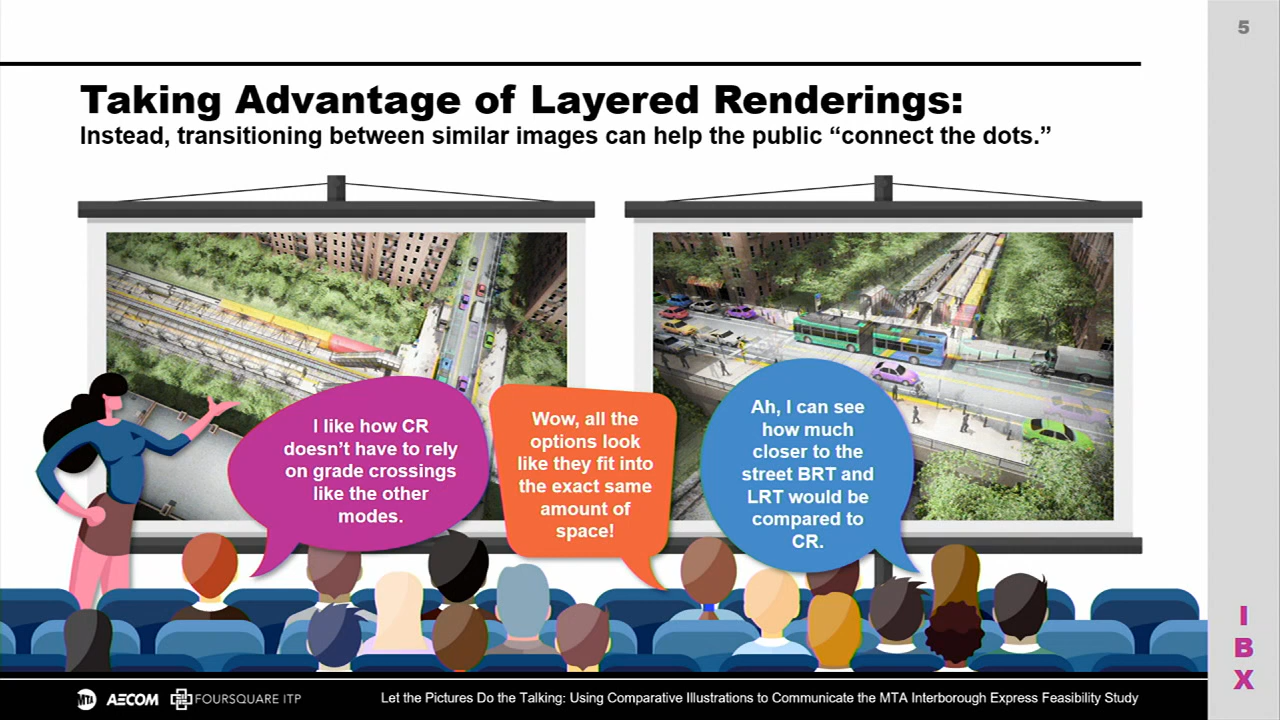 5
Taking Advantage of Layered Renderings:
Instead, transitioning between similar images can help the public “connect the dots.”
I like how CR
doesn’t have to rely
on grade crossings
like the other
modes.
Wow, all the
options look
like they fit into
the exact same
amount of
space!
Ah, I can see
how much
closer to the
street BRT and
LRT would be
compared to
CR.
I
B
X
MTA
AECOM
FOURSQUARE ITP
Let the Pictures Do the Talking: Using Comparative Illustrations to Communicate the MTA Interborough Express Feasibility Study